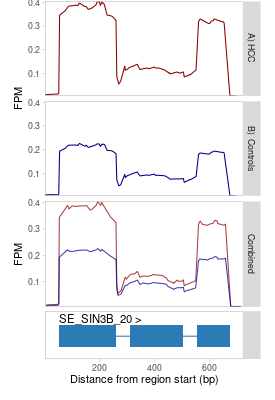 0.4
0.3
0.2
0.1
A) HCC
FPM
0.4
0.3
0.2
0.1
B) Controls
0.4
0.3
0.2
0.1
Combined
FPM
SE_SIN3B_20 >
200
400
600
Distance from region start (bp)